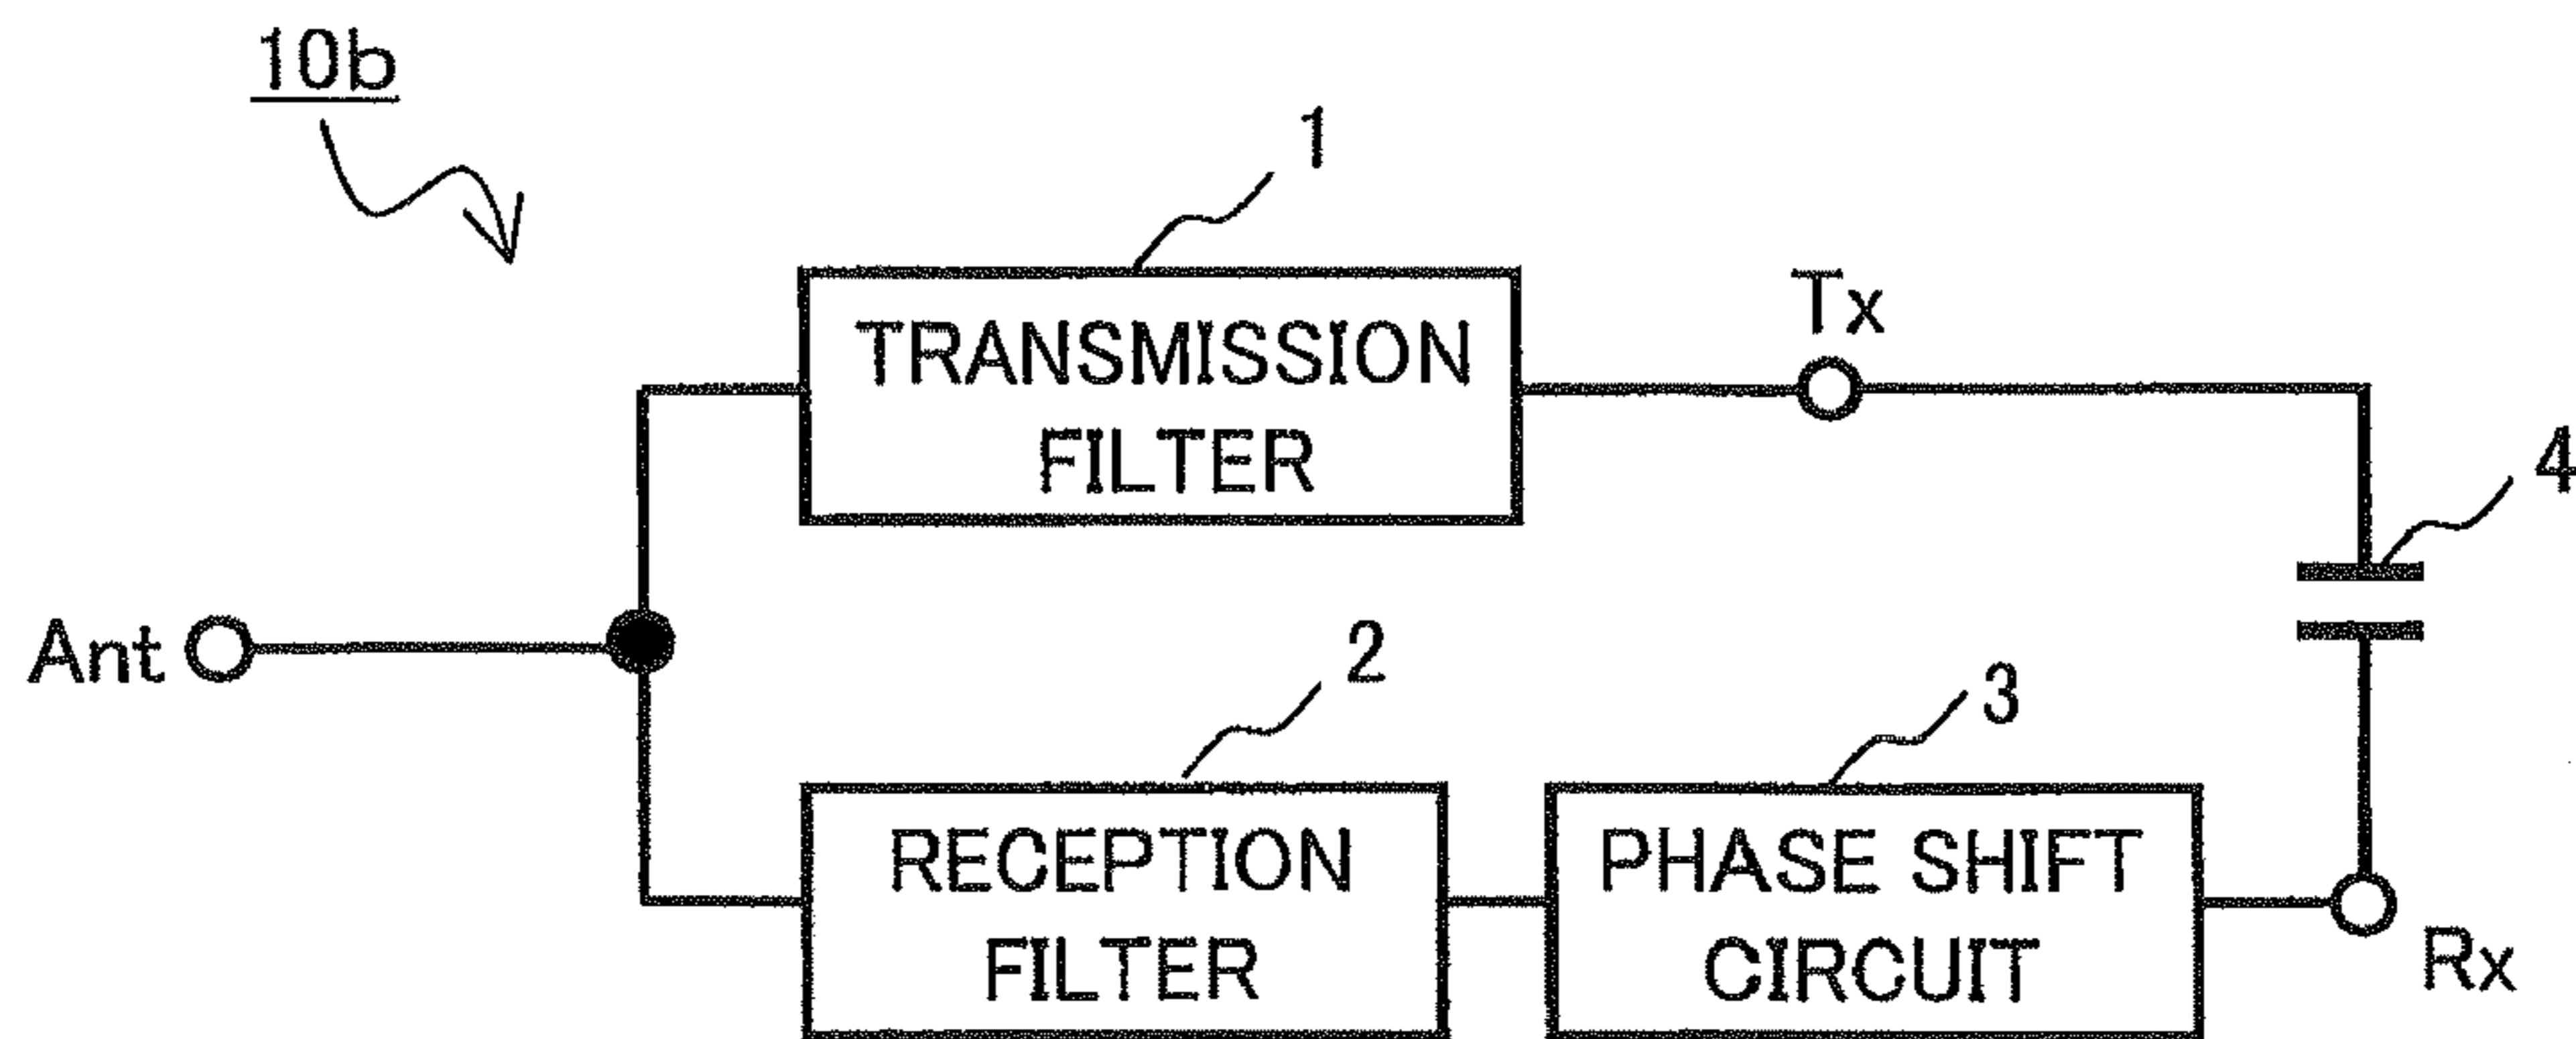 10b
1
TRANSMISSION
FILTER
Tx
4
Ant
2
3
RECEPTION
FILTER
PHASE SHIFT
CIRCUIT
Rx